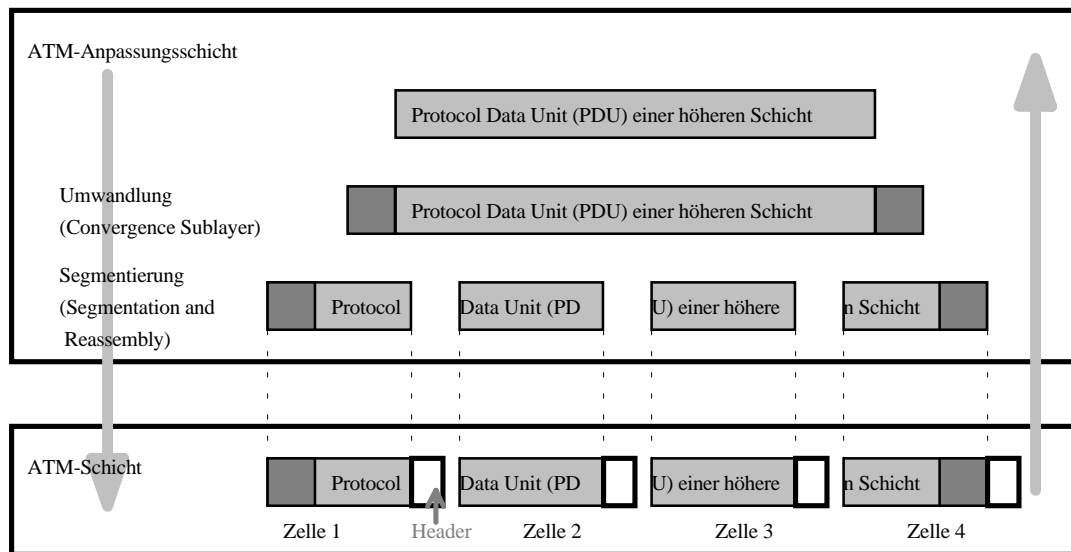 ATM-Anpassungsschicht
Protocol Data Unit (PDU) einer höheren Schicht
Umwandlung
(Convergence Sublayer)
Protocol Data Unit (PDU) einer höheren Schicht
Segmentierung
(Segmentation and
Reassembly)
Protocol
Data Unit (PD
U) einer höhere
n Schicht
ATM-Schicht
Protocol
Data Unit (PD
U) einer höhere
n Schicht
Zelle 1
Header
Zelle 2
Zelle 3
Zelle 4